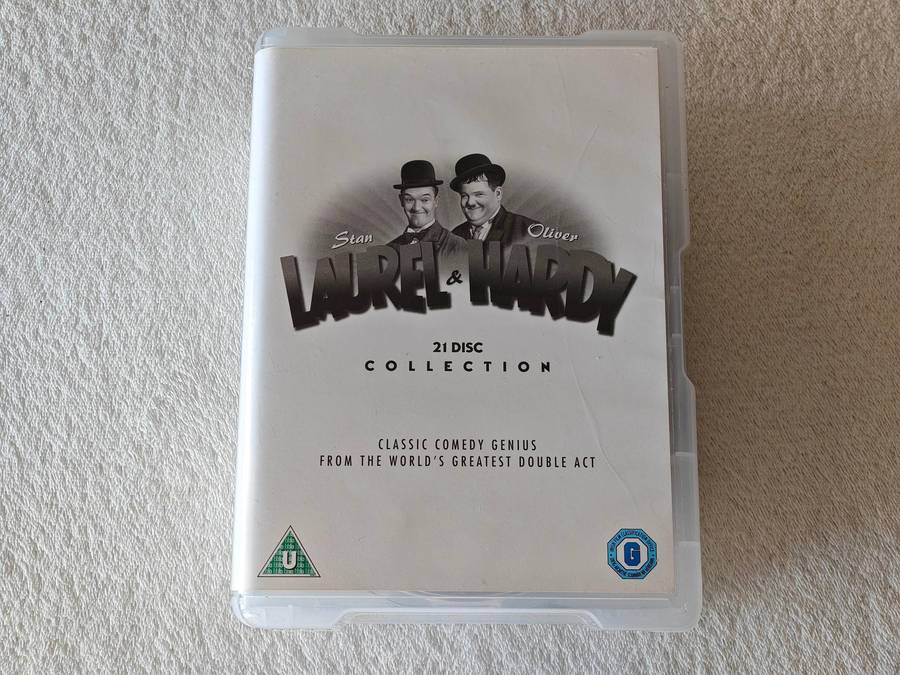 Stan Oliver
LAUREL & HARDY
21 DISC
COLLECTION
CLASSIC COMEDY GENIUS
FROM THE WORLD'S GREATEST DOUBLE ACT
U
G